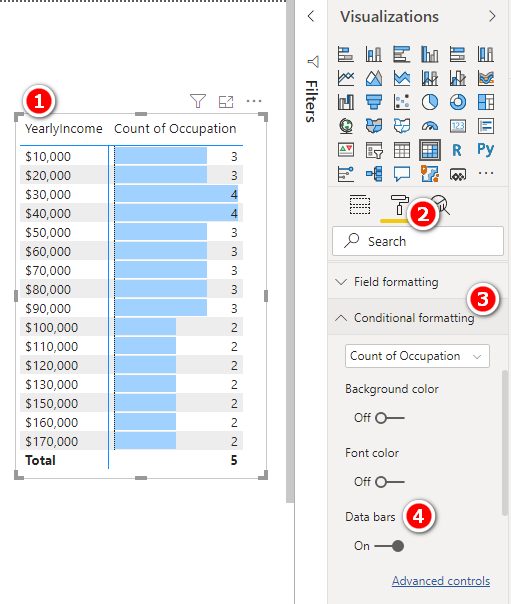 Visualizations
Filters
R
Py
123
1
YearlyIncome Count of Occupation
$10,000 3
$20,000 3
$30,000 4
$40,000 4
$50,000 3
$60,000 3
$70,000 3
$80,000 3
$90,000 3
$100,000 2
$110,000 2
$120,000 2
$130,000 2
$150,000 2
$160,000 2
$170,000 2
Total 5
2
Search
Field formatting
3
Conditional formatting
Count of Occupation
Background color
Off
Font color
Off
Data bars
4
On
Advanced controls